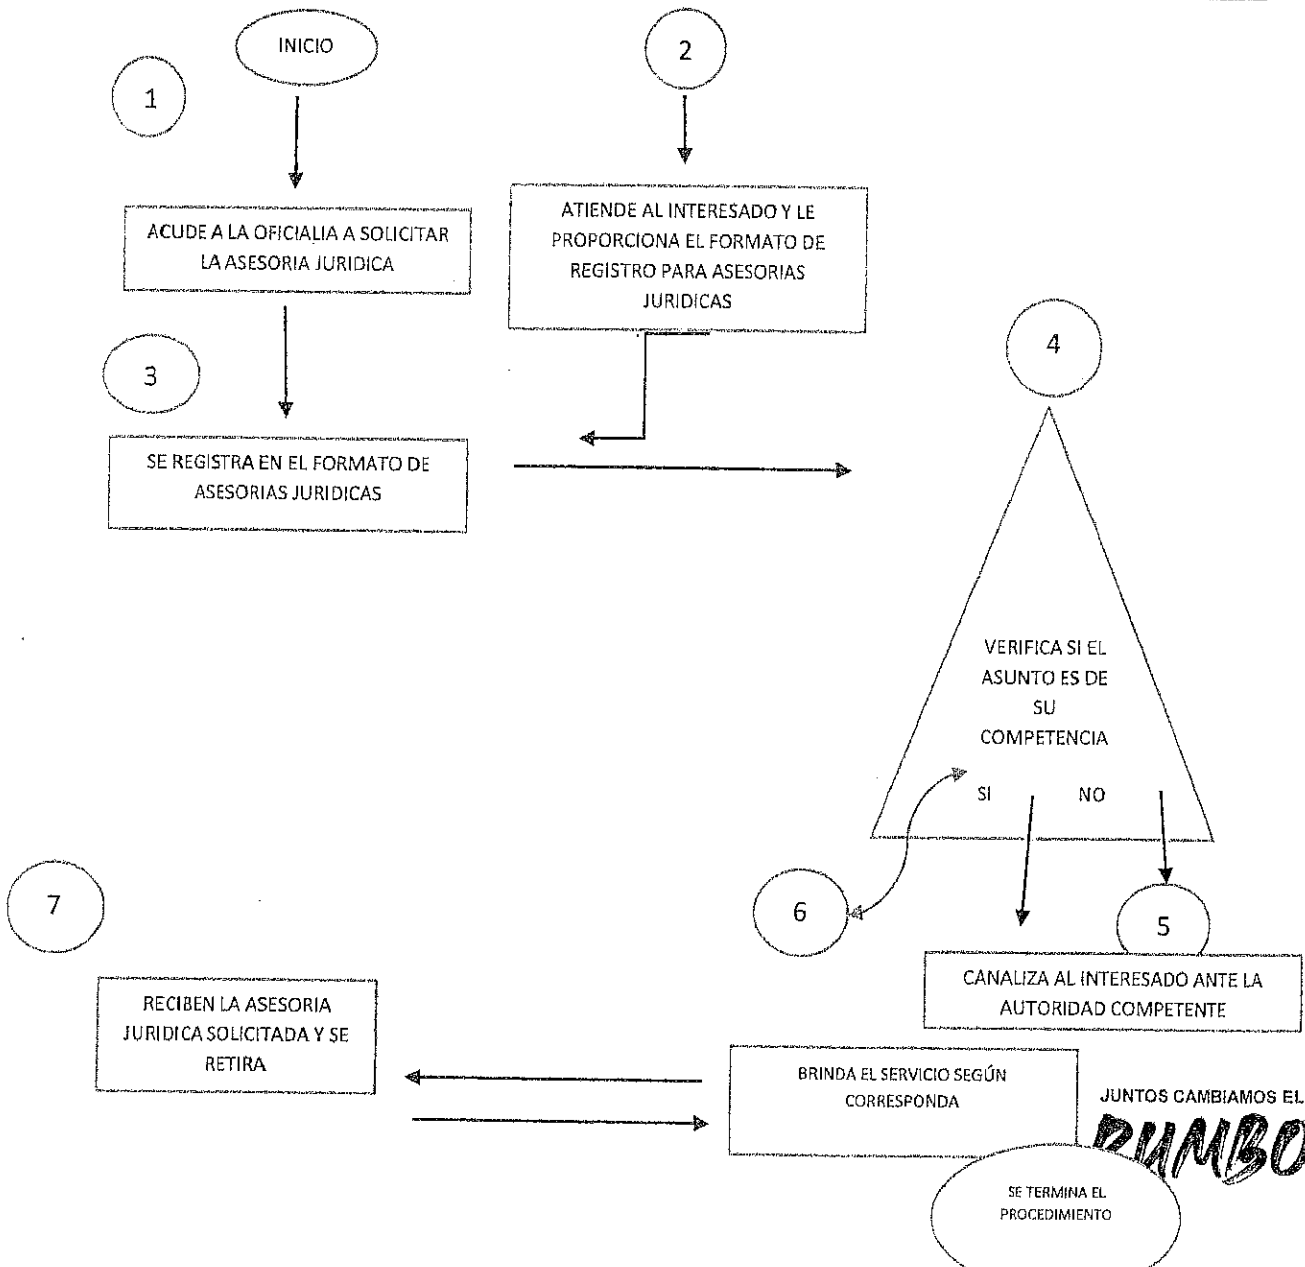 INICIO
2
1
ACUDE A LA OFICIALIA A SOLICITAR
LA ASESORIA JURIDICA
ATIENDE AL INTERESADO Y LE
PROPORCIONA EL FORMATO DE
REGISTRO PARA ASESORIAS
JURIDICAS
3
4
SE REGISTRA EN EL FORMATO DE
ASESORIAS JURIDICAS
VERIFICA SI EL
ASUNTO ES DE
SU
COMPETENCIA
SI NO
7
6
5
CANALIZA AL INTERESADO ANTE LA
AUTORIDAD COMPETENTE
RECIBEN LA ASESORIA
JURIDICA SOLICITADA Y SE
RETIRA
BRINDA EL SERVICIO SEGÚN
CORRESPONDA
JUNTOS CAMBIAMOS EL
RUMBO
SE TERMINA EL
PROCEDIMIENTO